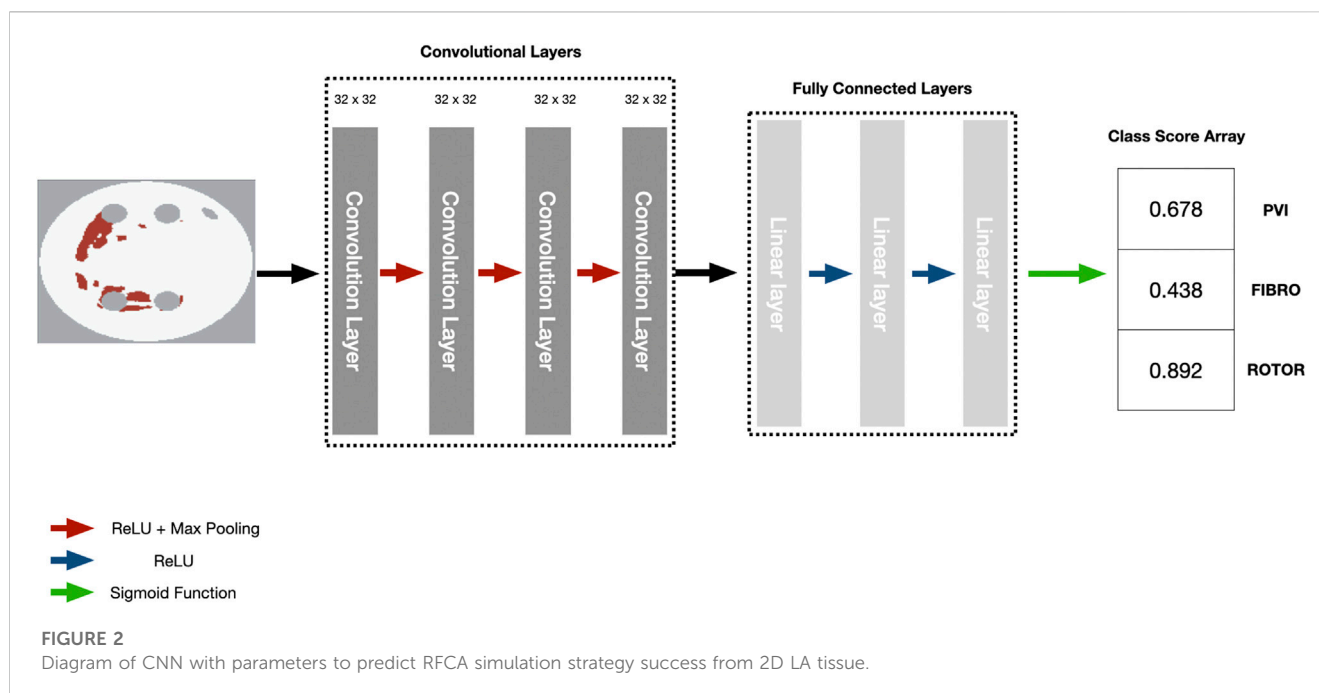 Convolutional Layers
32 x 32 32 x 32 32 x 32 32 x 32
Convolution Layer
Convolution Layer
Convolution Layer
Convolution Layer
Fully Connected Layers
Linear layer
Linear layer
Linear layer
Class Score Array
0.678 PVI
0.438 FIBRO
0.892 ROTOR
ReLU + Max Pooling
ReLU
Sigmoid Function
FIGURE 2
Diagram of CNN with parameters to predict RFCA simulation strategy success from 2D LA tissue.